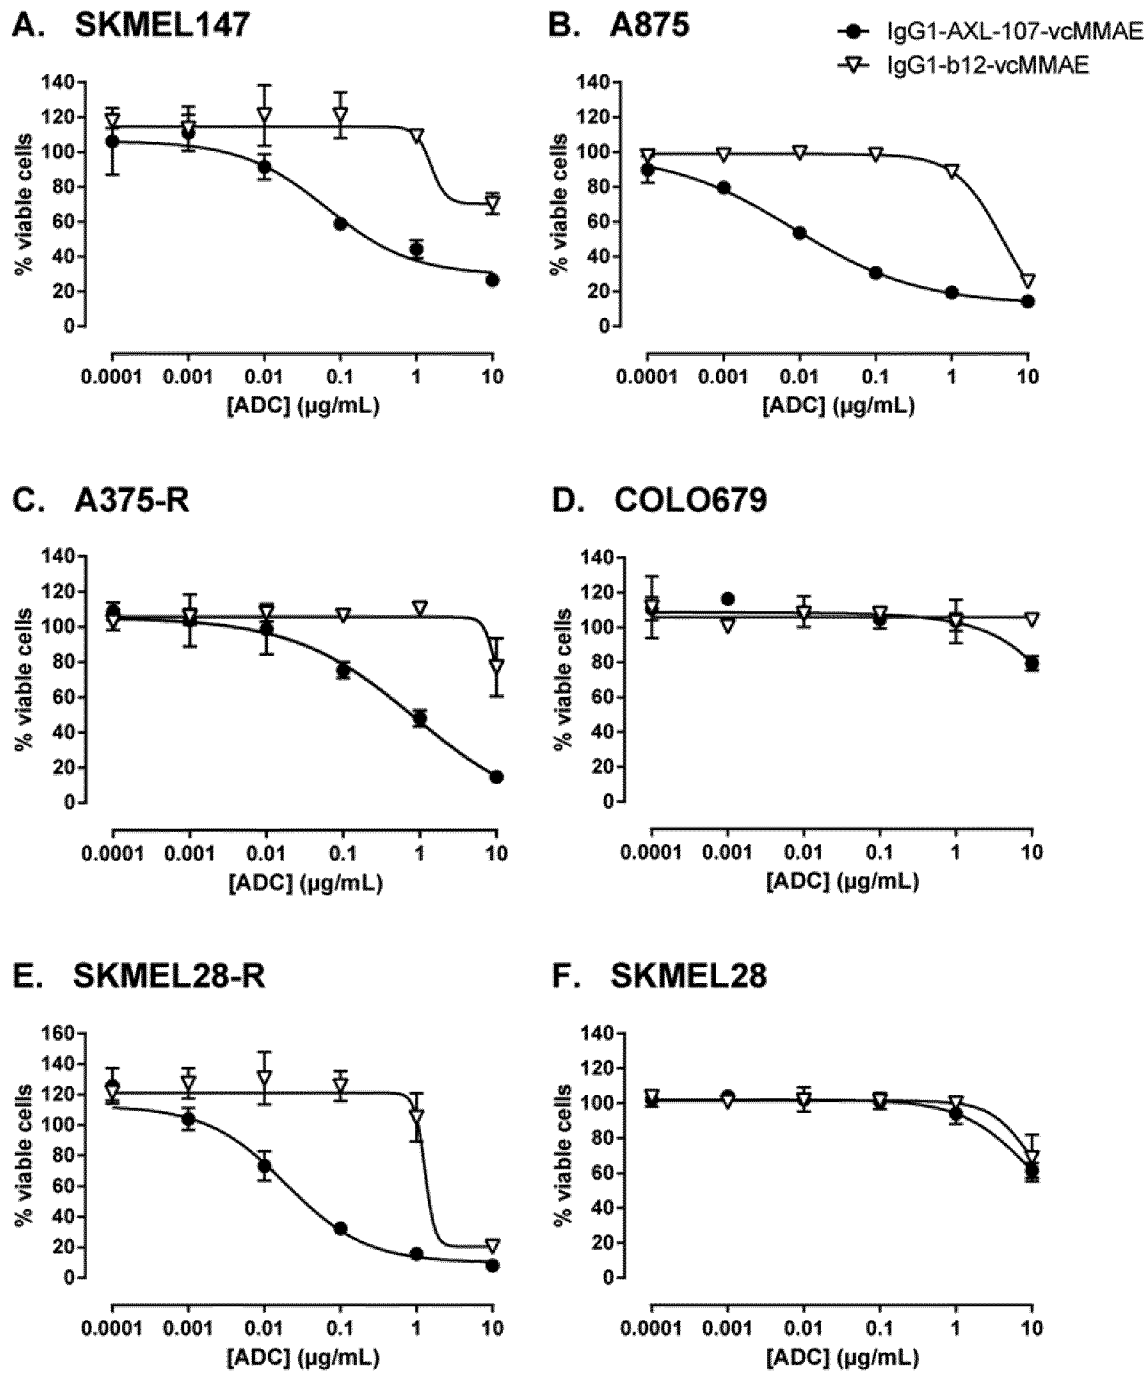 A. SKMEL147
B. A875
IgG1-AXL-107-vcMMAE
IgG1-b12-vcMMAE
% viable cells
140
120
100
80
60
40
20
0
0.0001 0.001 0.01 0.1 1 10
[ADC] (µg/mL)
% viable cells
140
120
100
80
60
40
20
0
0.0001 0.001 0.01 0.1 1 10
[ADC] (µg/mL)
C. A375-R
D. COLO679
% viable cells
140
120
100
80
60
40
20
0
0.0001 0.001 0.01 0.1 1 10
[ADC] (µg/mL)
% viable cells
140
120
100
80
60
40
20
0
0.0001 0.001 0.01 0.1 1 10
[ADC] (µg/mL)
E. SKMEL28-R
F. SKMEL28
% viable cells
160
140
120
100
80
60
40
20
0
0.0001 0.001 0.01 0.1 1 10
[ADC] (µg/mL)
% viable cells
140
120
100
80
60
40
20
0
0.0001 0.001 0.01 0.1 1 10
[ADC] (µg/mL)